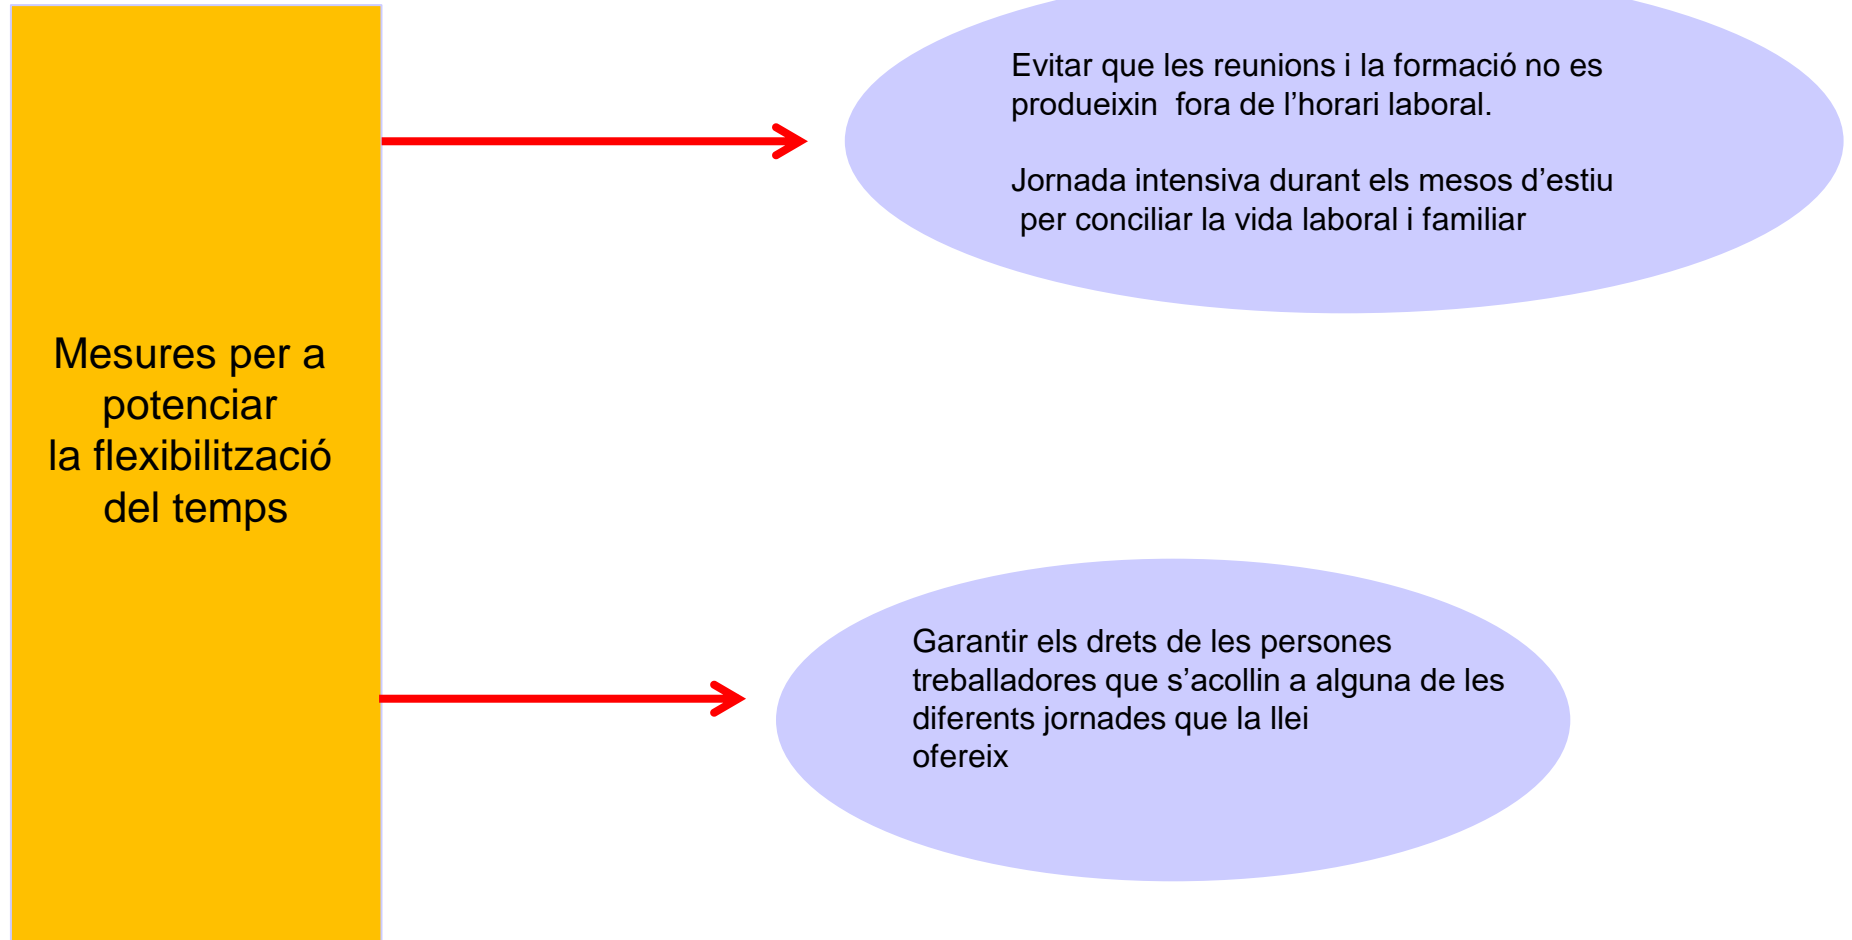 Mesures per a
potenciar
la flexibilització
del temps
Evitar que les reunions i la formació no es
produeixin  fora de l’horari laboral.
Jornada intensiva durant els mesos d’estiu
per conciliar la vida laboral i familiar
Garantir els drets de les persones
treballadores que s’acollin a alguna de les
diferents jornades que la llei
ofereix